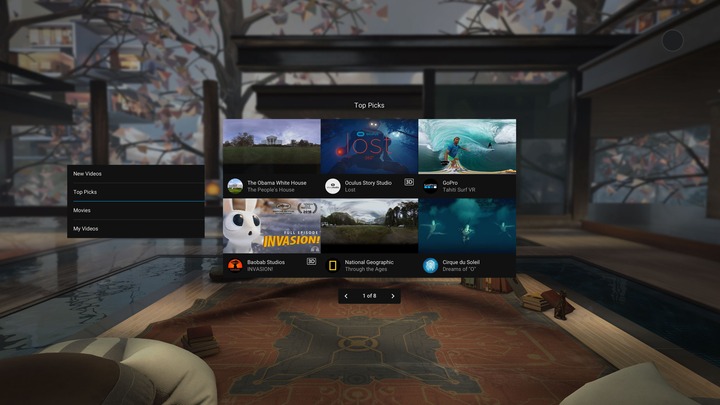 Top Picks
New Videos
Top Picks
Movies
My Videos
lost
The Obama White House
The People's House
Oculus Story Studio
Lost
3D
GoPro
Tahiti Surf VR
FULL EPISODE
INVASION!
Baobab Studios
INVASION!
3D
National Geographic
Through the Ages
Cirque du Soleil
Dreams of "O"
1 of 8